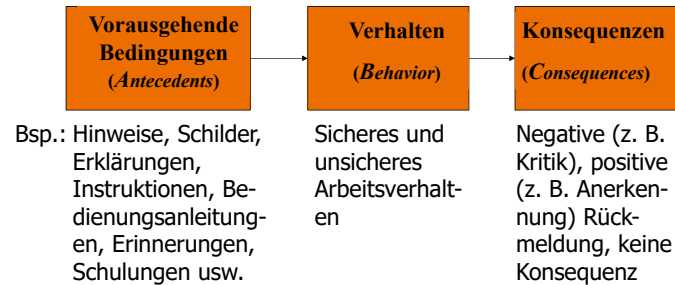 Vorausgehende
Bedingungen
(Antecedents)
Verhalten
(Behavior)
Konsequenzen
(Consequences)
Bsp.: Hinweise, Schilder,
Erklärungen,
Instruktionen, Be-
dienungsanleitung-
en, Erinnerungen,
Schulungen usw.
Sicheres und
unsicheres
Arbeitsverhalt-
en
Negative (z. B.
Kritik), positive
(z. B. Anerken-
nung) Rück-
meldung, keine
Konsequenz